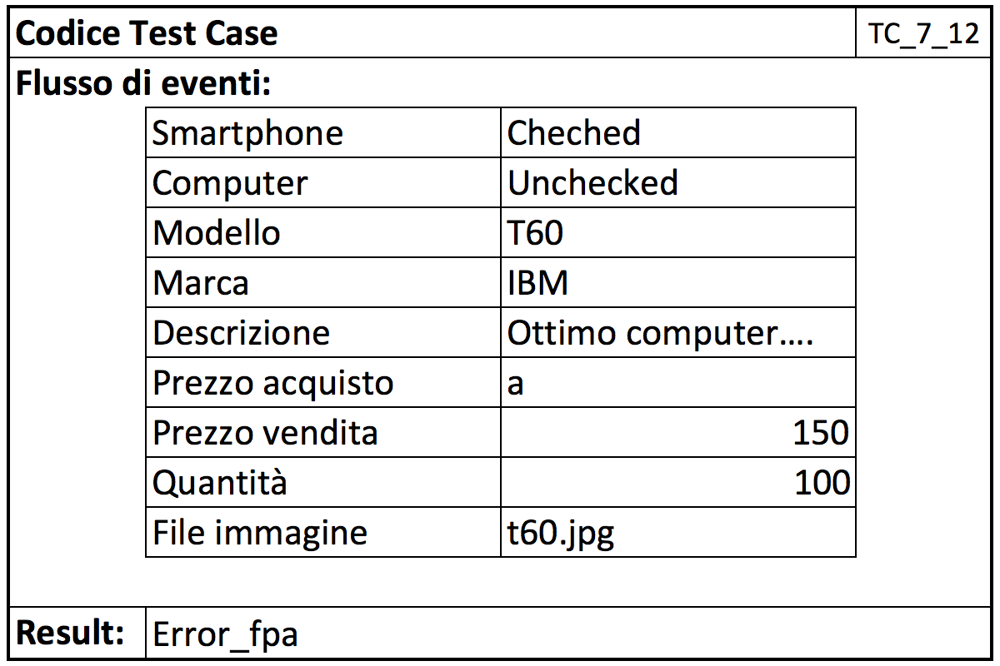 Codice Test Case TC_7_12
Flusso di eventi:
Smartphone Cheched
Computer Unchecked
Modello T60
Marca IBM
Descrizione Ottimo computer....
Prezzo acquisto a
Prezzo vendita 150
Quantità 100
File immagine t60.jpg
Result: Error_fpa